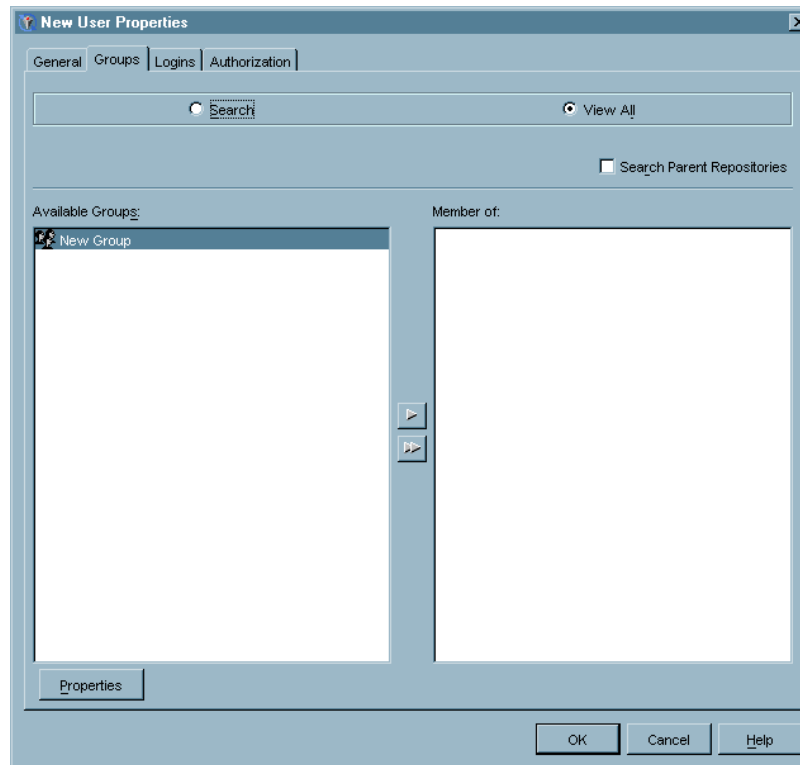 New User Properties
General Groups Logins Authorization
Search View All
Search Parent Repositories
Available Groups: Member of:
New Group
Properties
OK Cancel Help